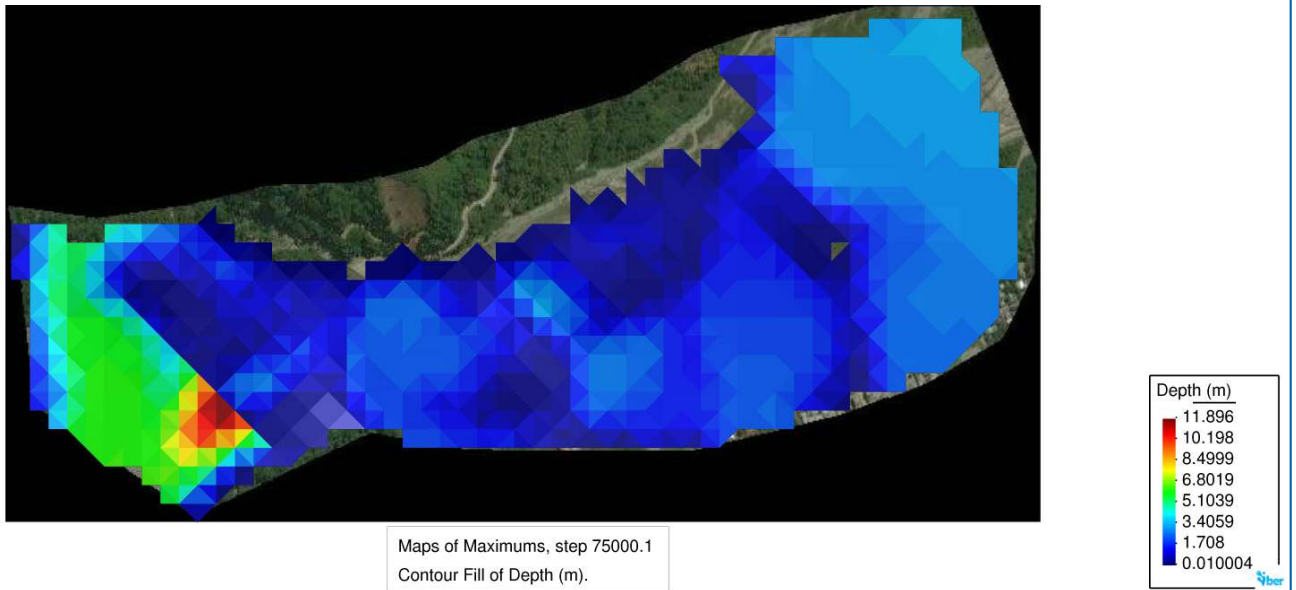 Depth (m)
11.896
10.198
8.4999
6.8019
5.1039
3.4059
1.708
0.010004
iber
Maps of Maximums, step 75000.1
Contour Fill of Depth (m).